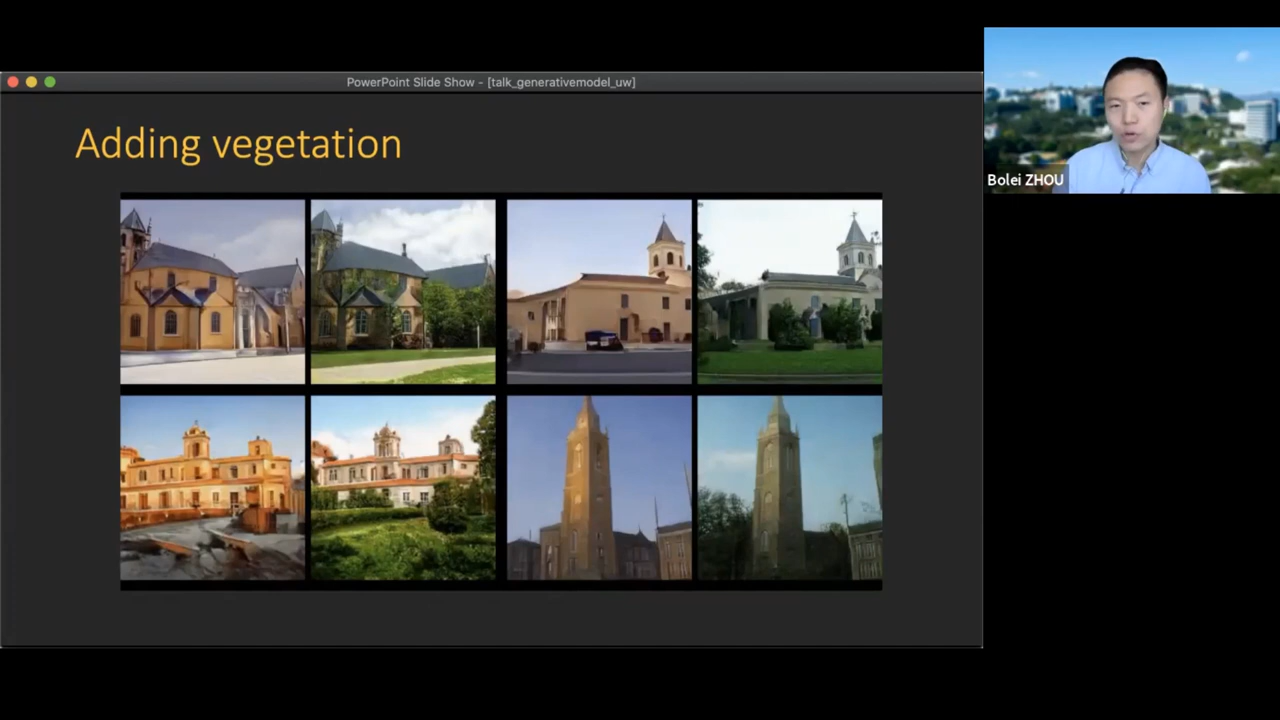 PowerPoint Slide Show - [talk_generativemodel_uw]
Adding vegetation
Bolei ZHOU